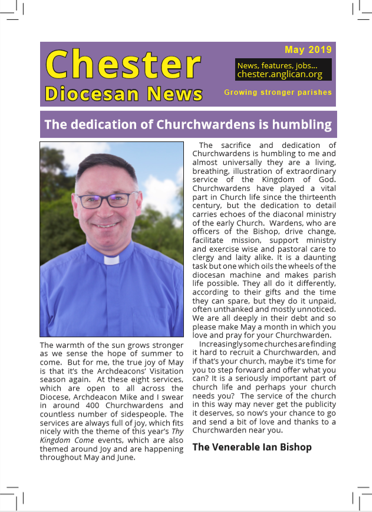 May 2019
Chester
Diocesan News
News, features, jobs...
chester.anglican.org
Growing stronger parishes
The dedication of Churchwardens is humbling
The warmth of the sun grows stronger
as we sense the hope of summer to
come. But for me, the true joy of May
is that it's the Archdeacons' Visitation
season again. At these eight services,
which are open to all across the
Diocese, Archdeacon Mike and I swear
in around 400 Churchwardens and
countless number of sidespeople. The
services are always full of joy, which fits
nicely with the theme of this year's Thy
Kingdom Come events, which are also
themed around Joy and are happening
throughout May and June.
The sacrifice and dedication of
Churchwardens is humbling to me and
almost universally they are a living,
breathing, illustration of extraordinary
service of the Kingdom of God.
Churchwardens have played a vital
part in Church life since the thirteenth
century, but the dedication to detail
carries echoes of the diaconal ministry
of the early Church. Wardens, who are
officers of the Bishop, drive change,
facilitate mission, support ministry
and exercise wise and pastoral care to
clergy and laity alike. It is a daunting
task but one which oils the wheels of the
diocesan machine and makes parish
life possible. They all do it differently,
according to their gifts and the time
they can spare, but they do it unpaid,
often unthanked and mostly unnoticed.
We are all deeply in their debt and so
please make May a month in which you
love and pray for your Churchwarden.
Increasingly some churches are finding
it hard to recruit a Churchwarden, and
if that's your church, maybe it's time for
you to step forward and offer what you
can? It is a seriously important part of
church life and perhaps your church
needs you? The service of the church
in this way may never get the publicity
it deserves, so now's your chance to go
and send a bit of love and thanks to a
Churchwarden near you.
The Venerable Ian Bishop